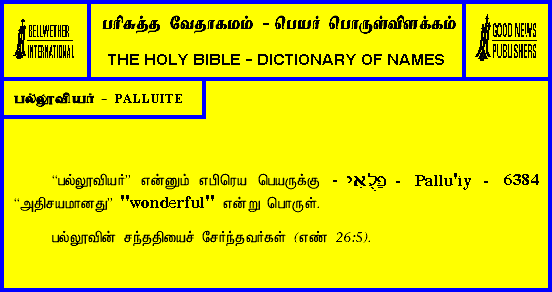 BELLWETHER
INTERNATIONAL
பரிசுத்த வேதாகமம் - பெயர் பொருள்விளக்கம்
THE HOLY BIBLE - DICTIONARY OF NAMES
GOOD NEWS
PUBLISHERS
பல்லூவியர் - PALLUITE
“பல்லூவியர்” என்னும் எபிரெய பெயருக்கு - פַּלֻּאִי - Pallu'iy - 6384
“அதிசயமானது” "wonderful" என்று பொருள்.
பல்லூவின் சந்ததியைச் சேர்ந்தவர்கள் (எண் 26:5).